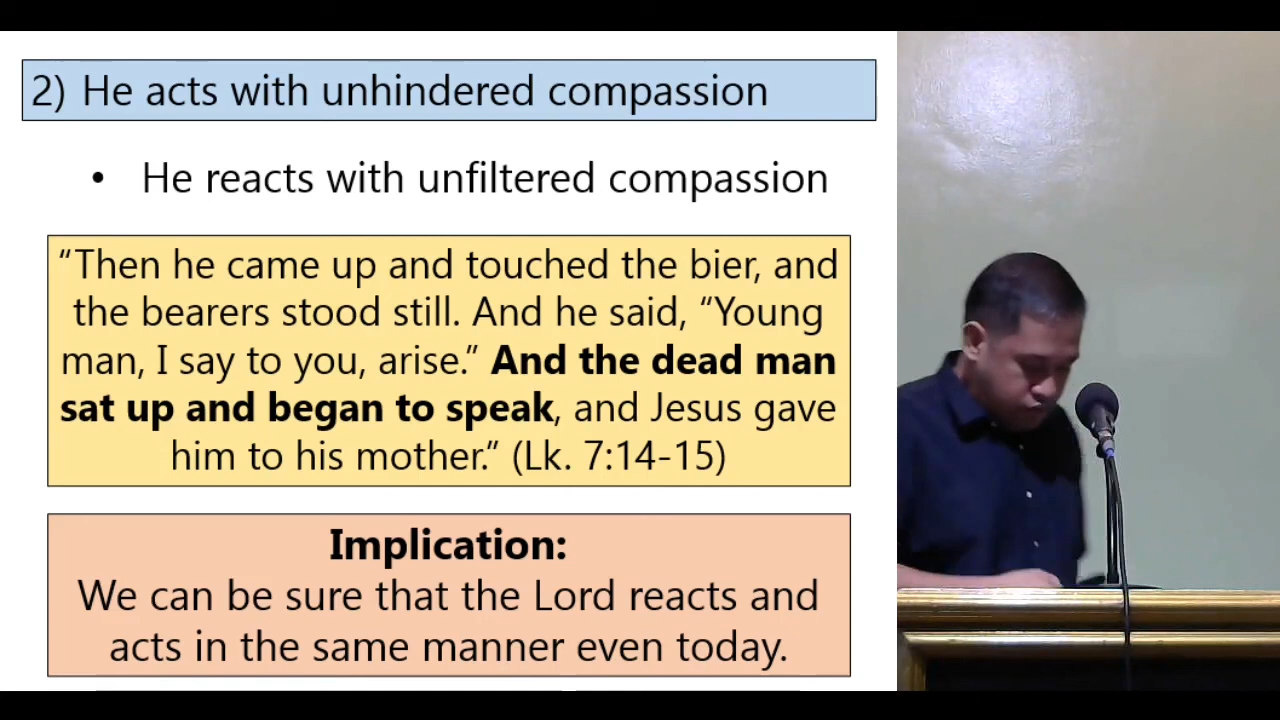 2) He acts with unhindered compassion
• He reacts with unfiltered compassion
“Then he came up and touched the bier, and
the bearers stood still. And he said, “Young
man, I say to you, arise.” And the dead man
sat up and began to speak, and Jesus gave
him to his mother.” (Lk. 7:14-15)
Implication:
We can be sure that the Lord reacts and
acts in the same manner even today.